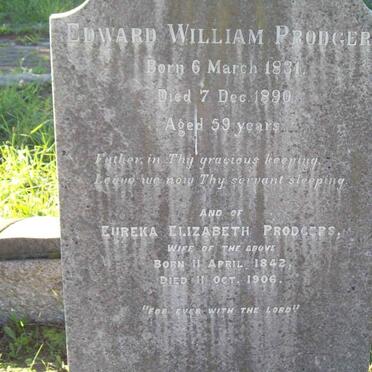 EDWARD WILLIAM PRODGER
Born 6 March 1831.
Died 7 Dec. 1890.
Aged 59 years.
Father, in Thy gracious keeping,
Leave we now Thy servant sleeping.
AND OF
EUREKA ELIZABETH PRODGERS,
WIFE OF THE ABOVE
BORN 11 APRIL 1842,
DIED 11 OCT. 1906.
"FOR EVER WITH THE LORD"